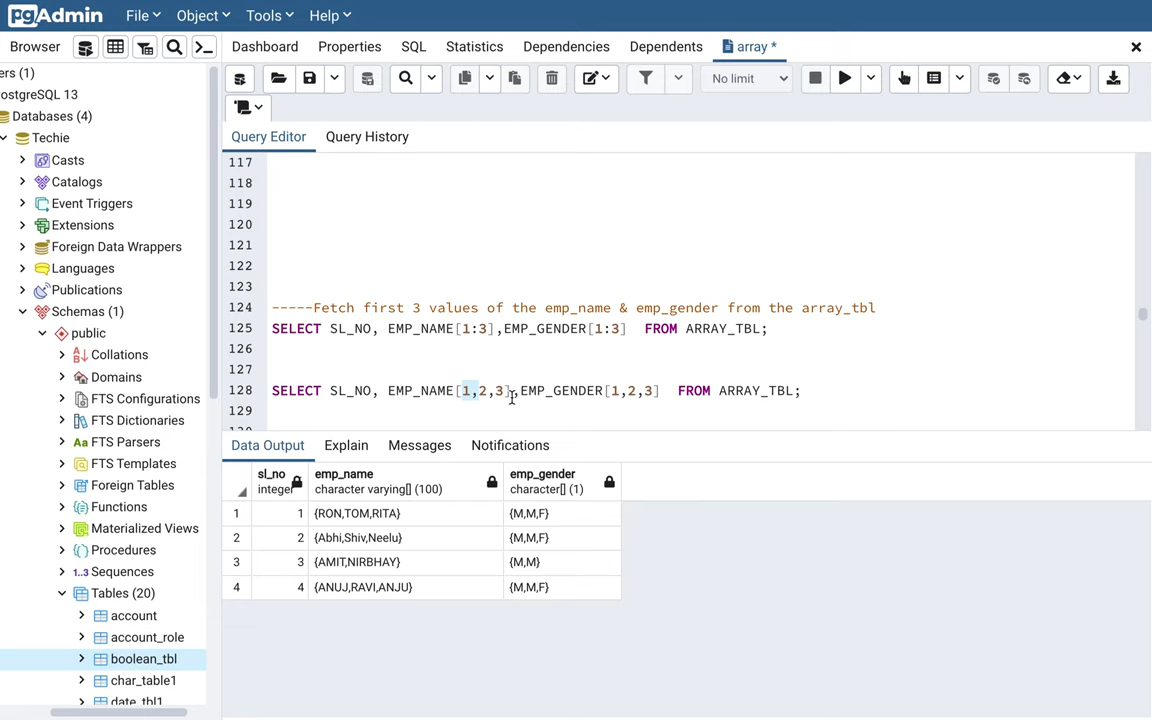 pgAdmin File Object Tools Help
Browser Dashboard Properties SQL Statistics Dependencies Dependents array *
ers (1)
ostgreSQL 13
Databases (4)
Techie
Casts
Catalogs
Event Triggers
Extensions
Foreign Data Wrappers
Languages
Publications
Schemas (1)
public
Collations
Domains
FTS Configurations
FTS Dictionaries
Aa FTS Parsers
FTS Templates
Foreign Tables
Functions
Materialized Views
Procedures
1..3 Sequences
Tables (20)
account
account_role
boolean_tbl
char_table1
date_tbl1
No limit
Query Editor Query History
117
118
119
120
121
122
123
124 -----Fetch first 3 values of the emp_name & emp_gender from the array_tbl
125 SELECT SL_NO, EMP_NAME[1:3],EMP_GENDER[1:3] FROM ARRAY_TBL;
126
127
128 SELECT SL_NO, EMP_NAME[1,2,3],EMP_GENDER[1,2,3] FROM ARRAY_TBL;
129
Data Output Explain Messages Notifications
sl_no emp_name emp_gender
integer character varying[] (100) character[] (1)
1 1 {RON,TOM,RITA} {M,M,F}
2 2 {Abhi,Shiv,Neelu} {M,M,F}
3 3 {AMIT,NIRBHAY} {M,M}
4 4 {ANUJ,RAVI,ANJU} {M,M,F}